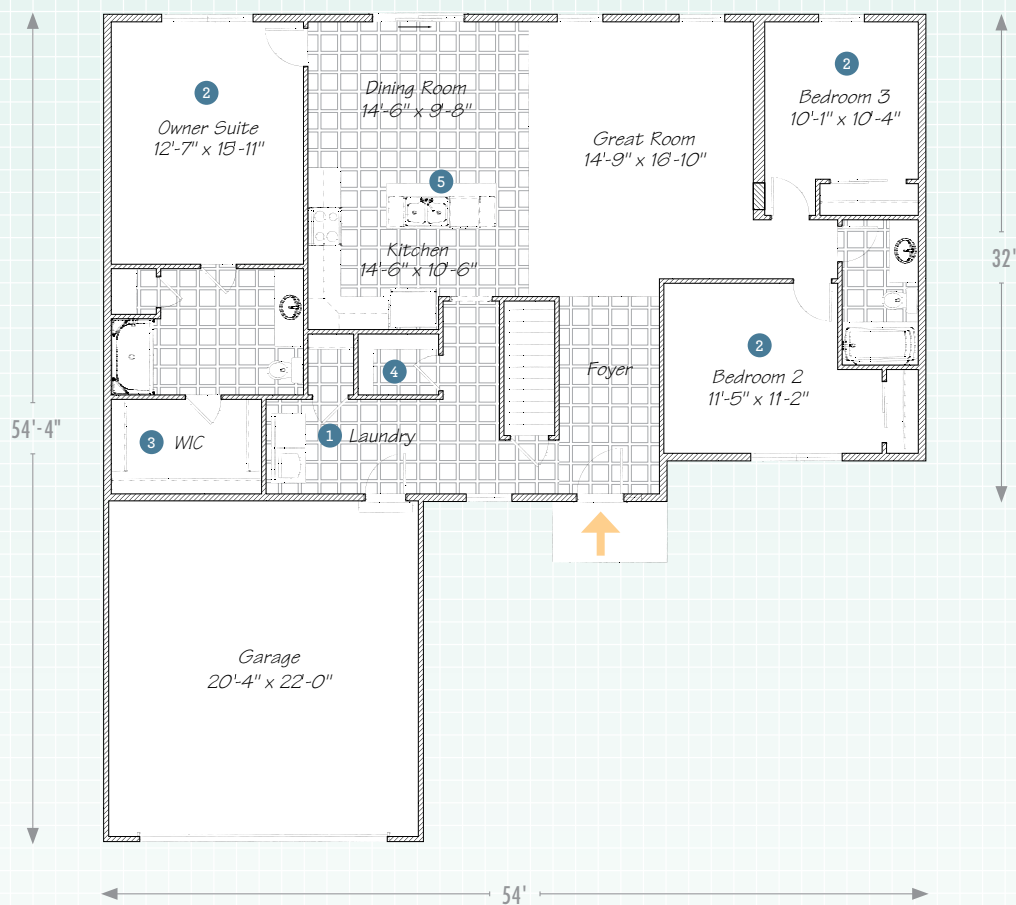 2
Owner Suite
12'-7" x 15'-11"
Dining Room
14'-6" x 9'-8"
Great Room
14'-9" x 16'-10"
2
Bedroom 3
10'-1" x 10'-4"
5
Kitchen
14'-6" x 10'-6"
32'
2
Bedroom 2
11'-5" x 11'-2"
Foyer
4
54'-4"
3 WIC
1 Laundry
Garage
20'-4" x 22'-0"
54'